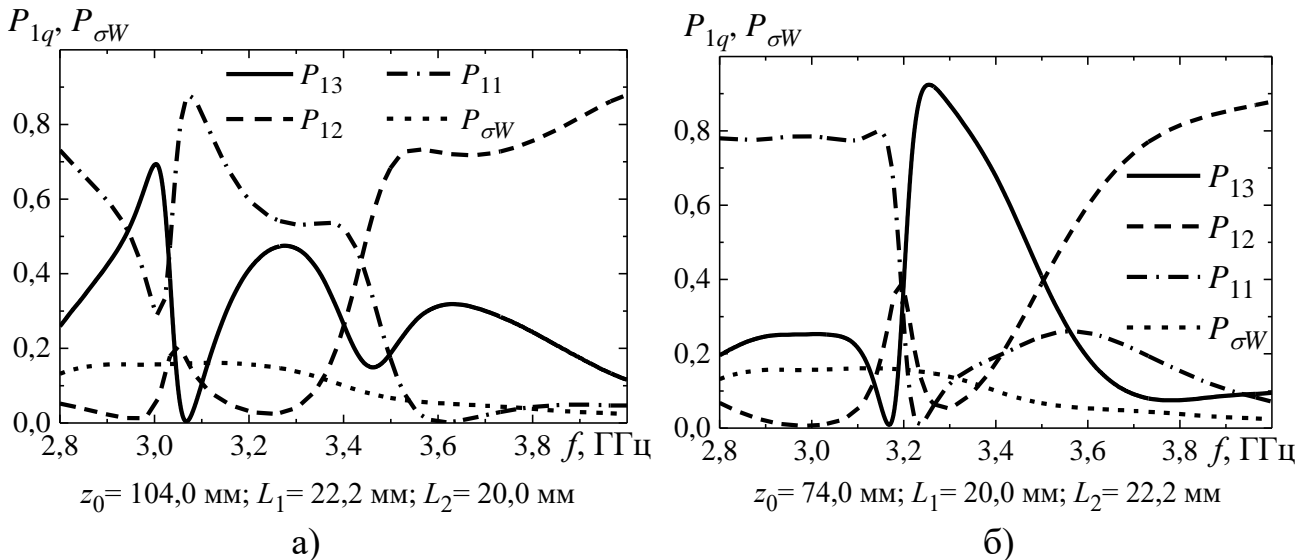 P1q, PσW
0,8
0,6
0,4
0,2
0,0
2,8 3,0 3,2 3,4 3,6 3,8 f, ГГц
P13
P12
P11
PσW
z0= 104,0 мм; L1= 22,2 мм; L2= 20,0 мм
а)
P1q, PσW
0,8
0,6
0,4
0,2
0,0
2,8 3,0 3,2 3,4 3,6 3,8 f, ГГц
P13
P12
P11
PσW
z0= 74,0 мм; L1= 20,0 мм; L2= 22,2 мм
б)